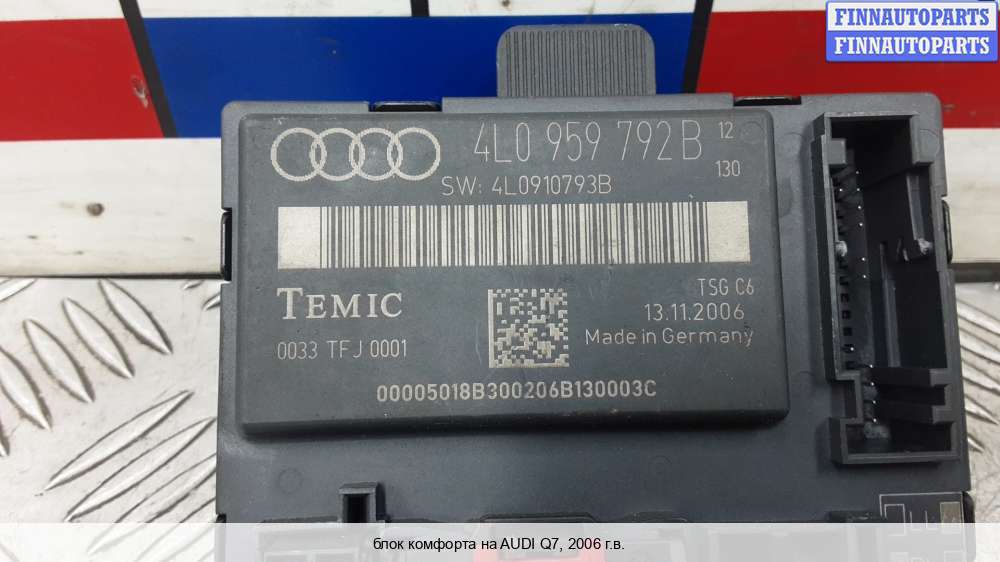 FINNAUTOPARTS
FINNAUTOPARTS
4L0 959 792 B 12
130
SW: 4L0910793B
TEMIC
TSG C6
13.11.2006
Made in Germany
0033 TFJ 0001
00005018B300206B130003C
блок комфорта на AUDI Q7, 2006 г.в.